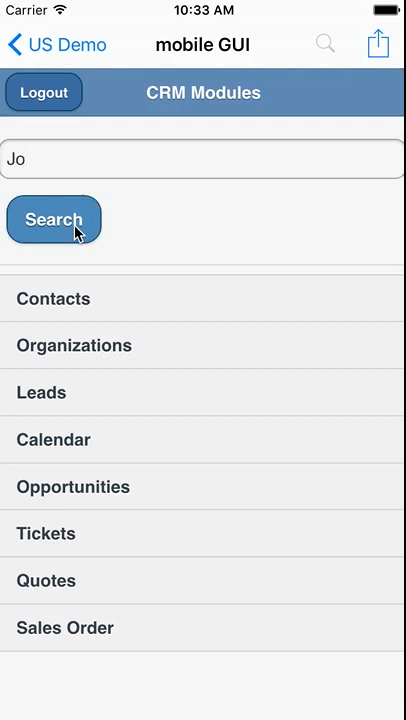 Carrier 10:33 AM
US Demo mobile GUI
Logout CRM Modules
Jo
Search
Contacts
Organizations
Leads
Calendar
Opportunities
Tickets
Quotes
Sales Order